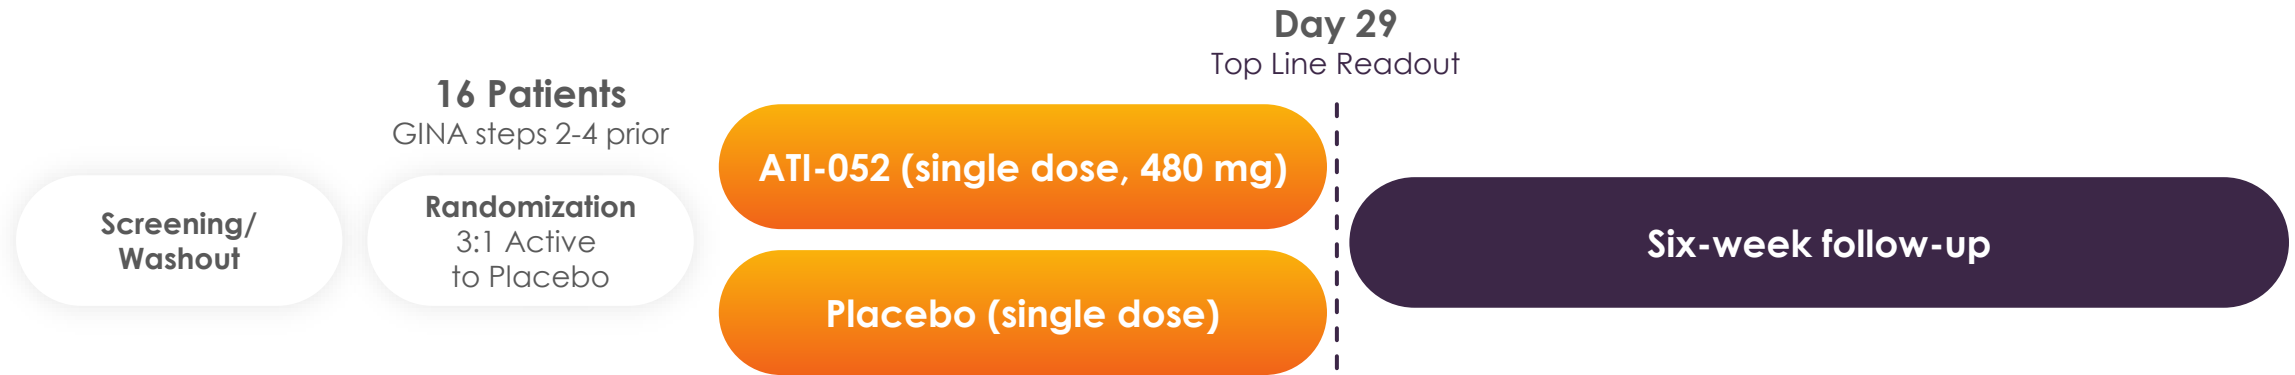 Screening/
Washout
16 Patients
GINA steps 2-4 prior
Randomization
3:1 Active
to Placebo
ATI-052 (single dose, 480 mg)
Placebo (single dose)
Day 29
Top Line Readout
Six-week follow-up